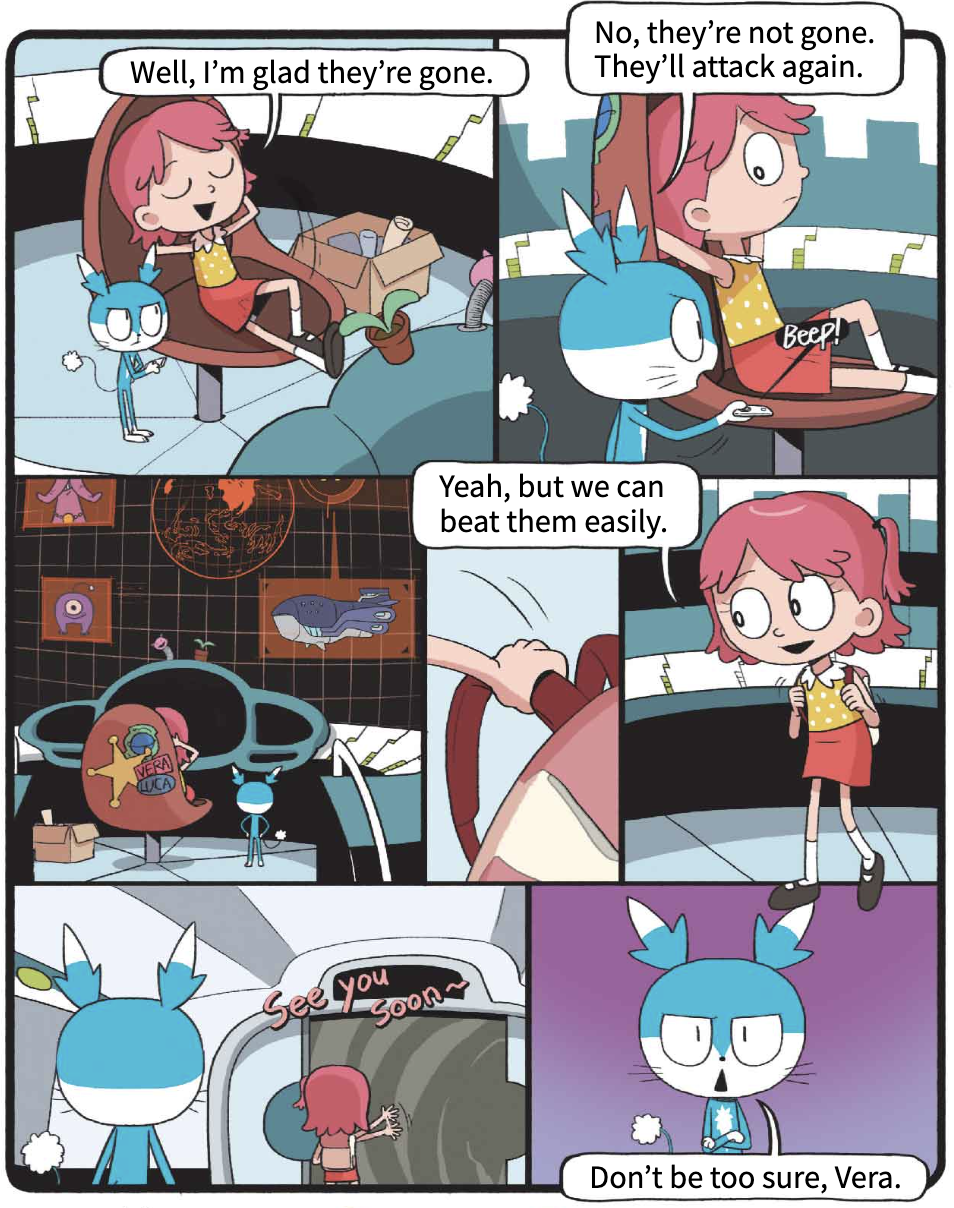 Well, I'm glad they're gone.
No, they're not gone.
They'll attack again.
Beep!
VERA
LUCA
Yeah, but we can
beat them easily.
See you
soon~
Don't be too sure, Vera.